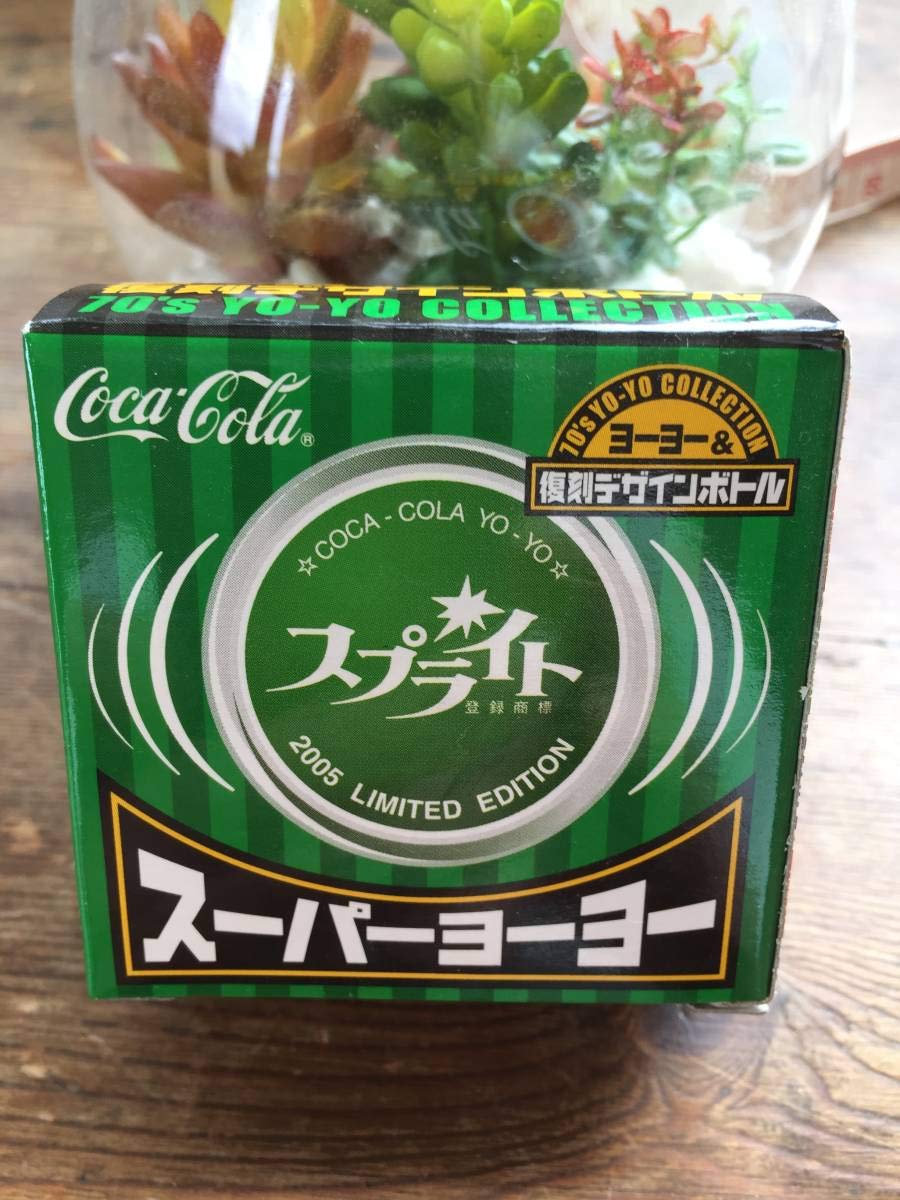 70'S YO-YO COLLECTION
Coca-Cola®
70'S YO-YO COLLECTION
ヨーヨー&
復刻デザインボトル
☆COCA-COLA YO-YO☆
スプライト
登録商標
2005 LIMITED EDITION
スーパーヨーヨー